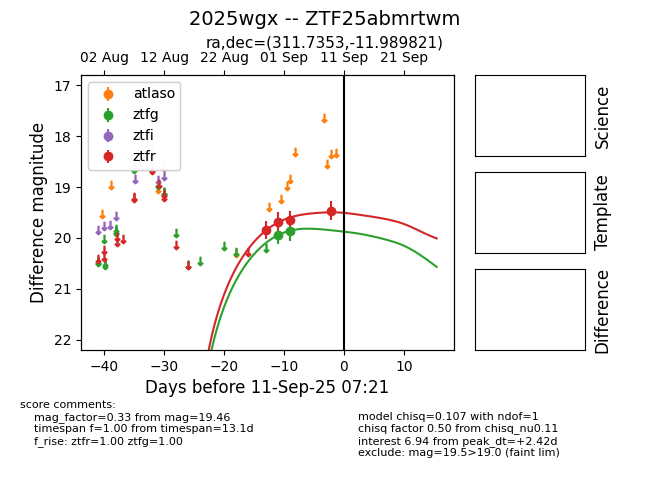 2025wgx -- ZTF25abmrtwm
ra,dec=(311.7353,-11.989821)
02 Aug 12 Aug 22 Aug 01 Sep 11 Sep 21 Sep
atlaso
ztfg
ztfi
ztfr
17
18
19
20
21
22
Difference magnitude
−40 −30 −20 −10 0 10
Days before 11-Sep-25 07:21
Science
Template
Difference
score comments:
mag_factor=0.33 from mag=19.46
timespan f=1.00 from timespan=13.1d
f_rise: ztfr=1.00 ztfg=1.00
model chisq=0.107 with ndof=1
chisq factor 0.50 from chisq_nu0.11
interest 6.94 from peak_dt=+2.42d
exclude: mag=19.5>19.0 (faint lim)